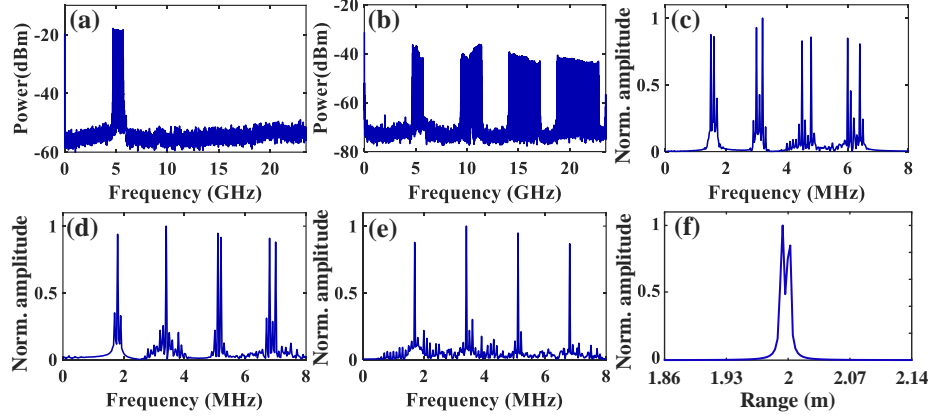 (a)
Power(dBm)
-20
-40
-60
0
5
10
15
20
Frequency (GHz)
(b)
Power(dBm)
-20
-40
-60
-80
0
5
10
15
20
Frequency (GHz)
(c)
Norm. amplitude
1
0.5
0
0
2
4
6
8
Frequency (MHz)
(d)
Norm. amplitude
1
0.5
0
0
2
4
6
8
Frequency (MHz)
(e)
Norm. amplitude
1
0.5
0
0
2
4
6
8
Frequency (MHz)
(f)
Norm. amplitude
1
0.5
0
1.86
1.93
2
2.07
2.14
Range (m)